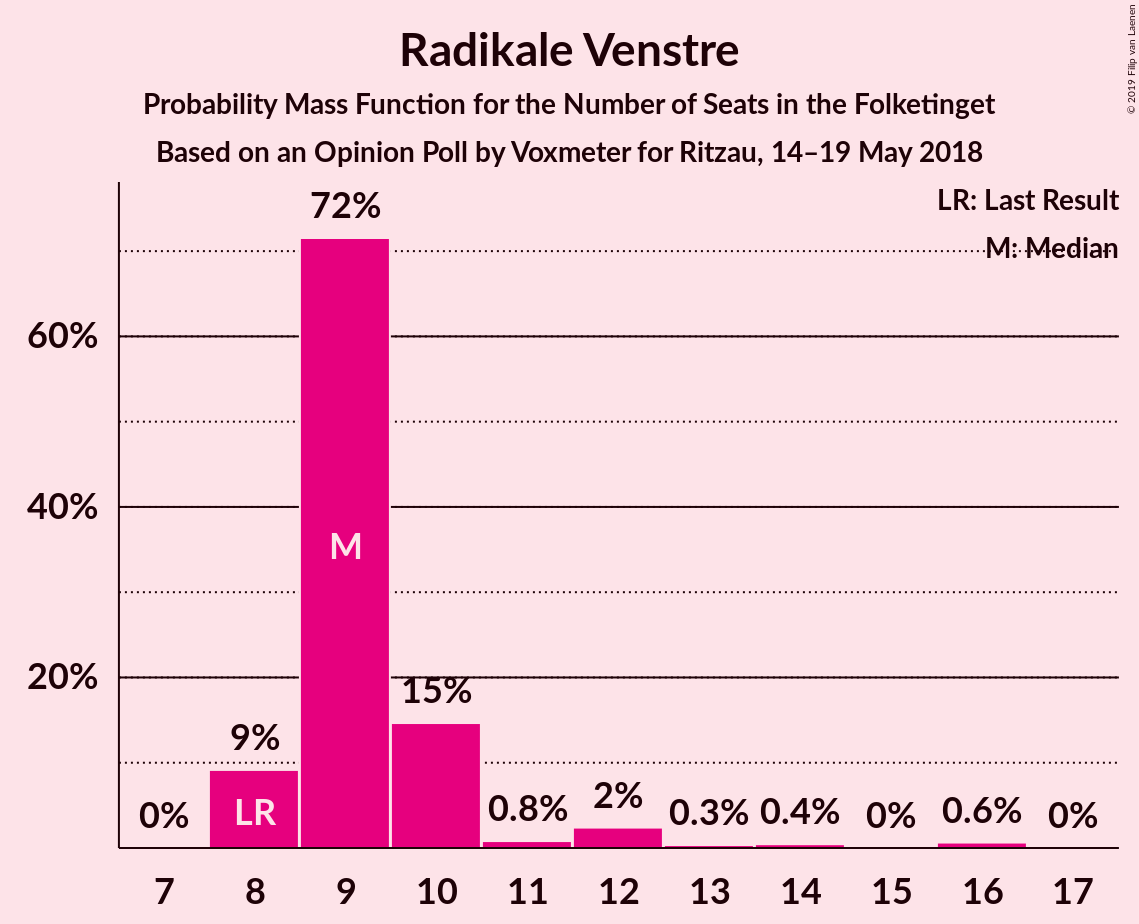 Radikale Venstre
Probability Mass Function for the Number of Seats in the Folketinget
Based on an Opinion Poll by Voxmeter for Ritzau, 14–19 May 2018
© 2019 Filip van Laenen
LR: Last Result
M: Median
72%
60%
40%
20%
M
15%
9%
LR
0%
0.8%
2%
0.3%
0.4%
0%
0.6%
0%
7 8 9 10 11 12 13 14 15 16 17